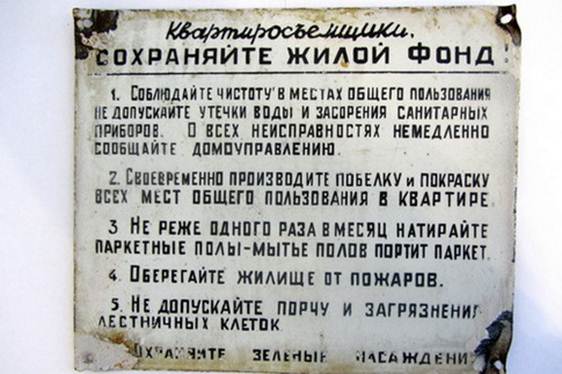 Квартиросъемщики,
СОХРАНЯЙТЕ ЖИЛОЙ ФОНД!
1. СОБЛЮДАЙТЕ ЧИСТОТУ В МЕСТАХ ОБЩЕГО ПОЛЬЗОВАНИЯ
НЕ ДОПУСКАЙТЕ УТЕЧКИ ВОДЫ И ЗАСОРЕНИЯ САНИТАРНЫХ
ПРИБОРОВ. О ВСЕХ НЕИСПРАВНОСТЯХ НЕМЕДЛЕННО
СООБЩАЙТЕ ДОМОУПРАВЛЕНИЮ.
2. СВОЕВРЕМЕННО ПРОИЗВОДИТЕ ПОБЕЛКУ и ПОКРАСКУ
ВСЕХ МЕСТ ОБЩЕГО ПОЛЬЗОВАНИЯ В КВАРТИРЕ
3 НЕ РЕЖЕ ОДНОГО РАЗА В МЕСЯЦ НАТИРАЙТЕ
ПАРКЕТНЫЕ ПОЛЫ-МЫТЬЕ ПОЛОВ ПОРТИТ ПАРКЕТ.
4. ОБЕРЕГАЙТЕ ЖИЛИЩЕ ОТ ПОЖАРОВ.
5. НЕ ДОПУСКАЙТЕ ПОРЧУ И ЗАГРЯЗНЕНИЯ
ЛЕСТНИЧНЫХ КЛЕТОК
ОХРАНЯЙТЕ ЗЕЛЕНЫЕ НАСАЖДЕНИ